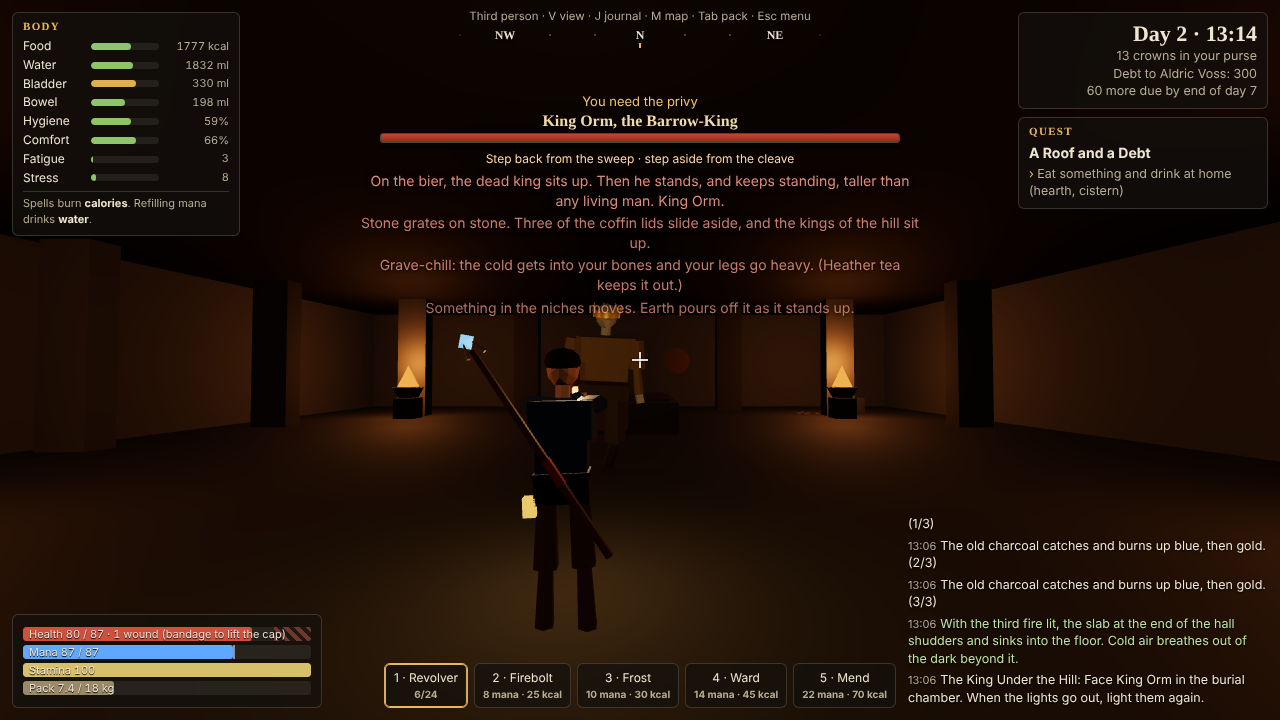 Third person · V view · J journal · M map · Tab pack · Esc menu
NW · N · NE
BODY
Food 1777 kcal
Water 1832 ml
Bladder 330 ml
Bowel 198 ml
Hygiene 59%
Comfort 66%
Fatigue 3
Stress 8
Spells burn calories. Refilling mana
drinks water.
Day 2 · 13:14
13 crowns in your purse
Debt to Aldric Voss: 300
60 more due by end of day 7
QUEST
A Roof and a Debt
› Eat something and drink at home
(hearth, cistern)
You need the privy
King Orm, the Barrow-King
Step back from the sweep · step aside from the cleave
On the bier, the dead king sits up. Then he stands, and keeps standing, taller than
any living man. King Orm.
Stone grates on stone. Three of the coffin lids slide aside, and the kings of the hill sit
up.
Grave-chill: the cold gets into your bones and your legs go heavy. (Heather tea
keeps it out.)
Something in the niches moves. Earth pours off it as it stands up.
(1/3)
13:06 The old charcoal catches and burns up blue, then gold.
(2/3)
13:06 The old charcoal catches and burns up blue, then gold.
(3/3)
13:06 With the third fire lit, the slab at the end of the hall
shudders and sinks into the floor. Cold air breathes out of
the dark beyond it.
13:06 The King Under the Hill: Face King Orm in the burial
chamber. When the lights go out, light them again.
Health 80 / 87 · 1 wound (bandage to lift the cap)
Mana 87 / 87
Stamina 100
Pack 7.4 / 18 kg
1 · Revolver
6/24
2 · Firebolt
8 mana · 25 kcal
3 · Frost
10 mana · 30 kcal
4 · Ward
14 mana · 45 kcal
5 · Mend
22 mana · 70 kcal